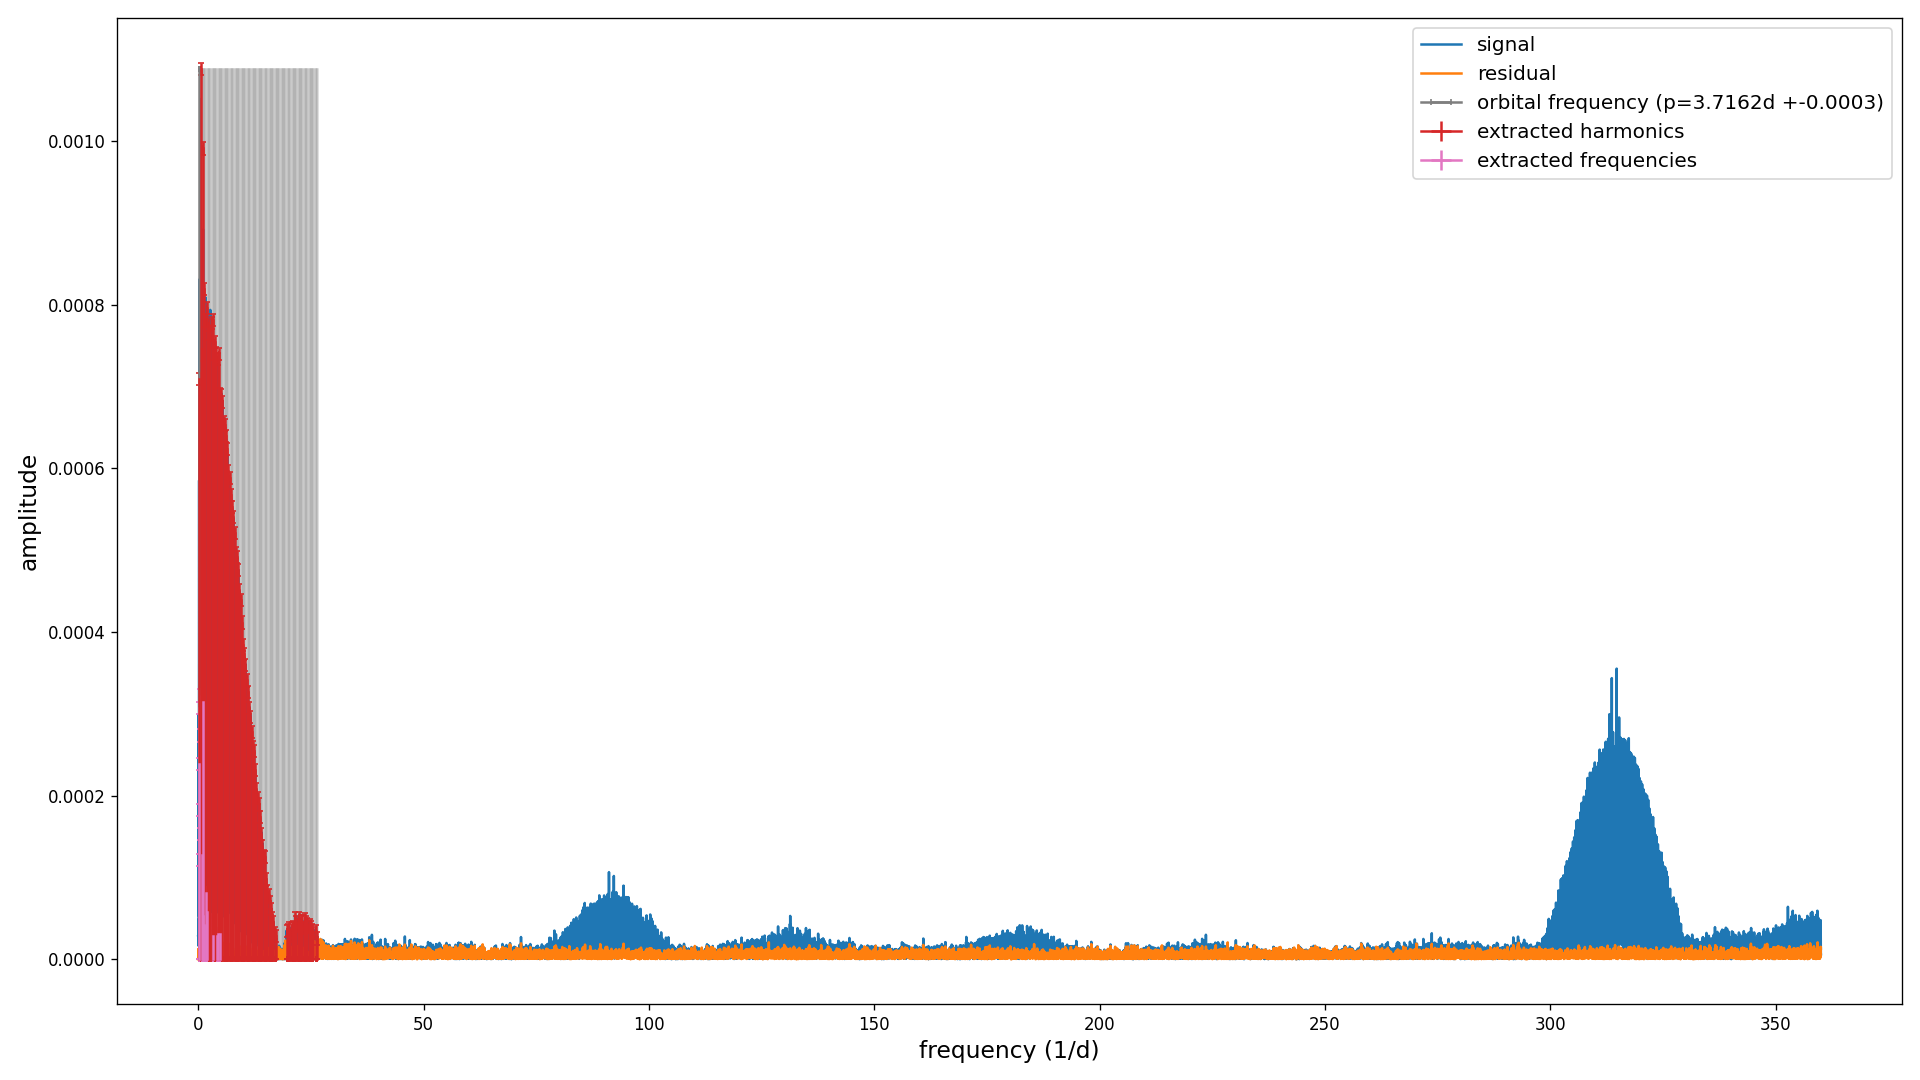 signal
residual
orbital frequency (p=3.7162d +-0.0003)
extracted harmonics
extracted frequencies
amplitude
0.0010
0.0008
0.0006
0.0004
0.0002
0.0000
0 50 100 150 200 250 300 350
frequency (1/d)